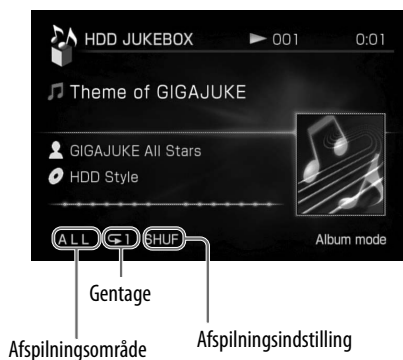 HDD JUKEBOX 001 0:01
Theme of GIGAJUKE
GIGAJUKE All Stars
HDD Style
ALL 1 SHUF Album mode
Gentage
Afspilningsområde Afspilningsindstilling